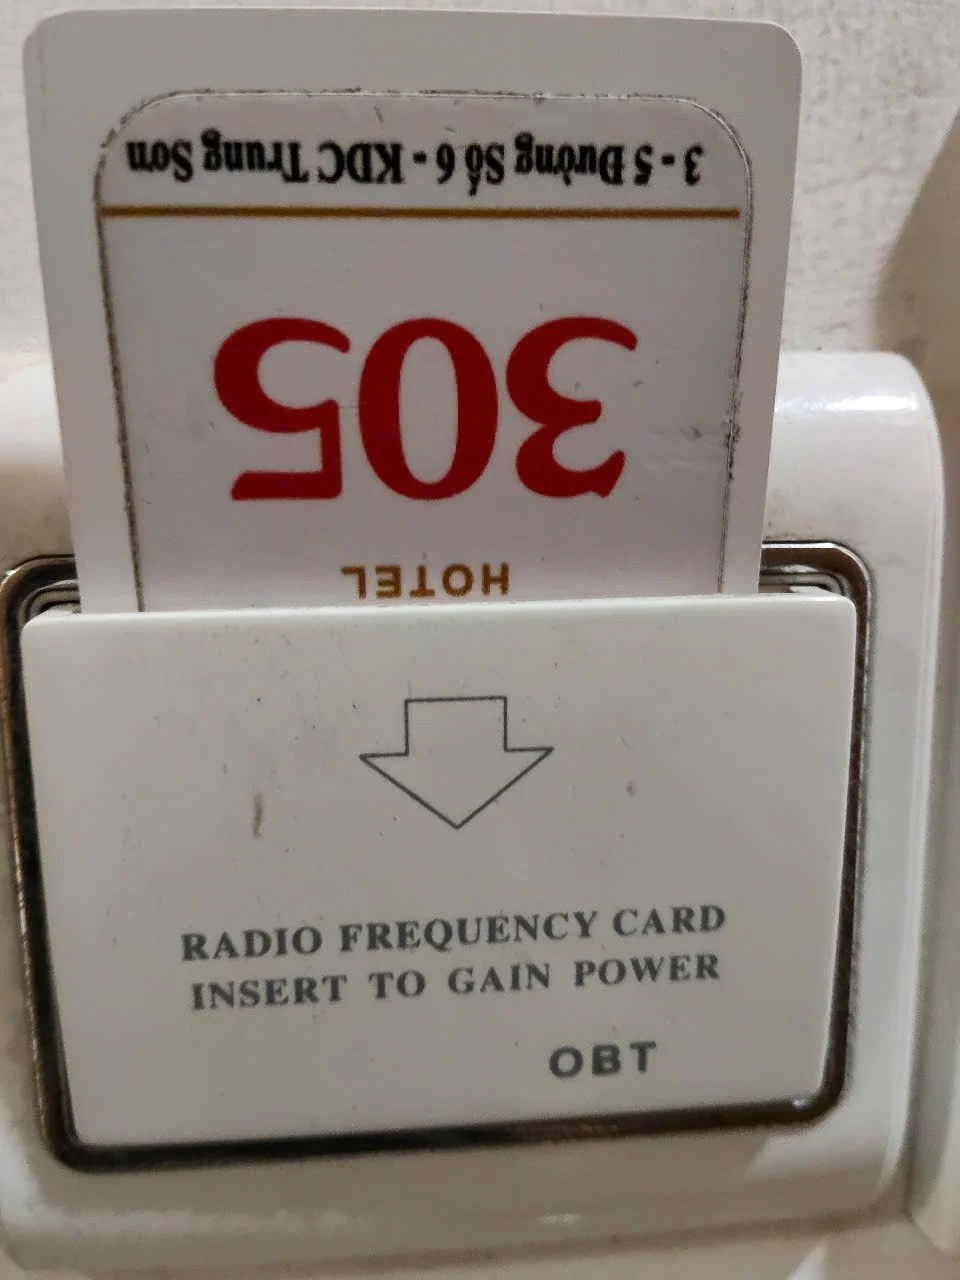 HOTEL
305
3 - 5 Đường Số 6 - KDC Trung Sơn
RADIO FREQUENCY CARD
INSERT TO GAIN POWER
OBT